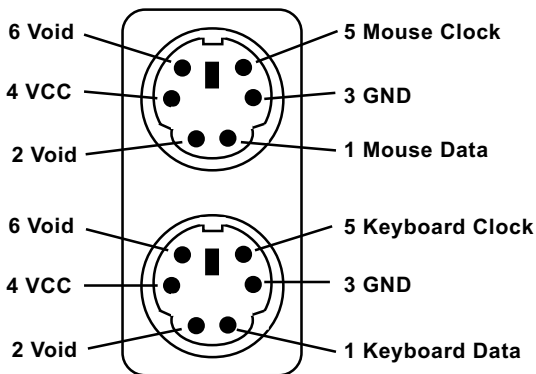 6 Void
5 Mouse Clock
4 VCC
3 GND
2 Void
1 Mouse Data
6 Void
5 Keyboard Clock
4 VCC
3 GND
2 Void
1 Keyboard Data